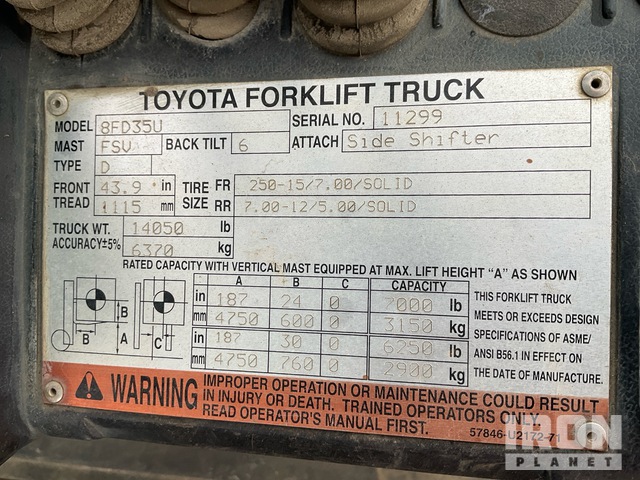 TOYOTA FORKLIFT TRUCK
MODEL 8FD35U SERIAL NO. 11299
MAST FSV BACK TILT 6 ATTACH Side Shifter
TYPE D
FRONT TREAD 43.9 in TIRE SIZE FR 250-15/7.00/SOLID
1115 mm RR 7.00-12/5.00/SOLID
TRUCK WT. 14050 lb
ACCURACY±5% 6370 kg
RATED CAPACITY WITH VERTICAL MAST EQUIPPED AT MAX. LIFT HEIGHT "A" AS SHOWN
A B C CAPACITY
in 187 24 0 7000 lb
mm 4750 600 0 3150 kg
in 187 30 0 6250 lb
mm 4750 760 0 2900 kg
B B A C
THIS FORKLIFT TRUCK
MEETS OR EXCEEDS DESIGN
SPECIFICATIONS OF ASME/
ANSI B56.1 IN EFFECT ON
THE DATE OF MANUFACTURE.
WARNING
IMPROPER OPERATION OR MAINTENANCE COULD RESULT
IN INJURY OR DEATH. TRAINED OPERATORS ONLY.
READ OPERATOR'S MANUAL FIRST.
57846-U2172-71
IRON
PLANET